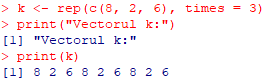 > k <- rep(c(8, 2, 6), times = 3)
> print("Vectorul k:")
[1] "Vectorul k:"
> print(k)
[1] 8 2 6 8 2 6 8 2 6